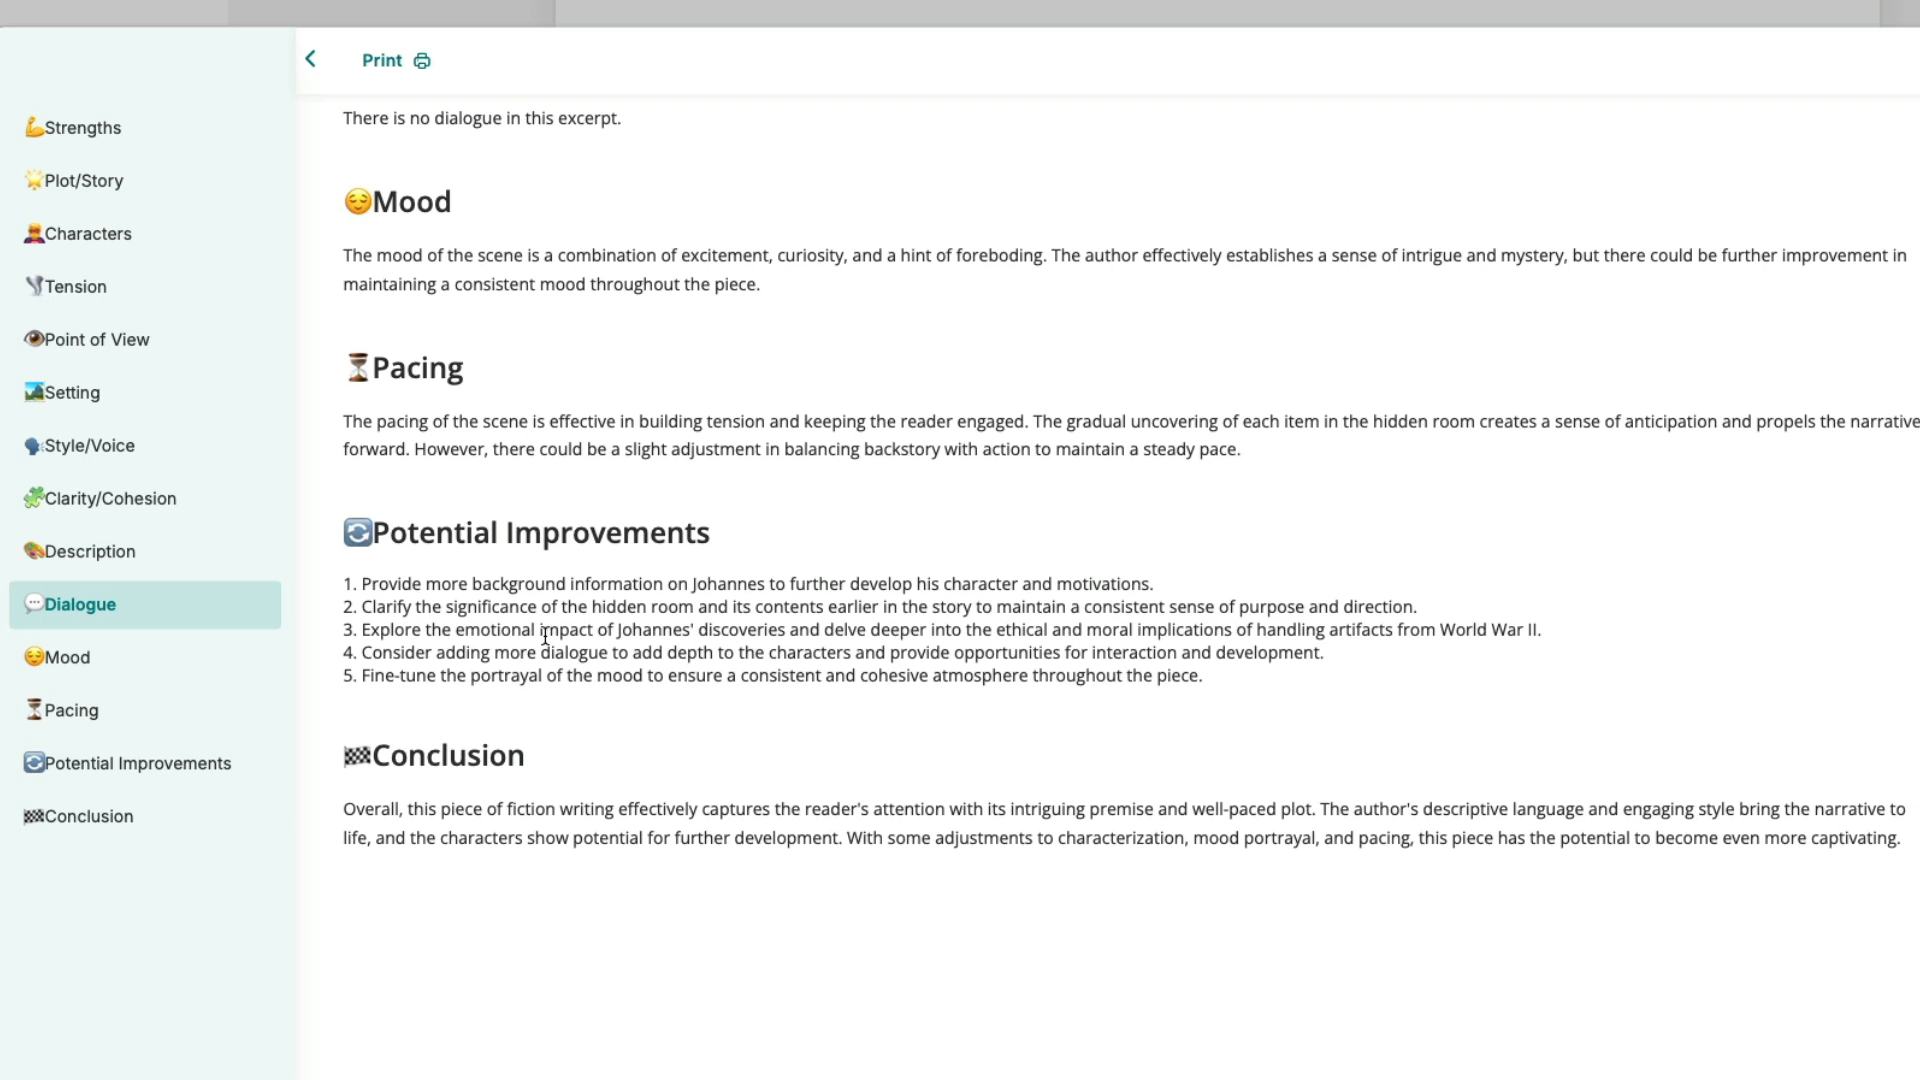 Print
Strengths
Plot/Story
Characters
Tension
Point of View
Setting
Style/Voice
Clarity/Cohesion
Description
Dialogue
Mood
Pacing
Potential Improvements
Conclusion
There is no dialogue in this excerpt.
Mood
The mood of the scene is a combination of excitement, curiosity, and a hint of foreboding. The author effectively establishes a sense of intrigue and mystery, but there could be further improvement in
maintaining a consistent mood throughout the piece.
Pacing
The pacing of the scene is effective in building tension and keeping the reader engaged. The gradual uncovering of each item in the hidden room creates a sense of anticipation and propels the narrative
forward. However, there could be a slight adjustment in balancing backstory with action to maintain a steady pace.
Potential Improvements
1. Provide more background information on Johannes to further develop his character and motivations.
2. Clarify the significance of the hidden room and its contents earlier in the story to maintain a consistent sense of purpose and direction.
3. Explore the emotional impact of Johannes' discoveries and delve deeper into the ethical and moral implications of handling artifacts from World War II.
4. Consider adding more dialogue to add depth to the characters and provide opportunities for interaction and development.
5. Fine-tune the portrayal of the mood to ensure a consistent and cohesive atmosphere throughout the piece.
Conclusion
Overall, this piece of fiction writing effectively captures the reader's attention with its intriguing premise and well-paced plot. The author's descriptive language and engaging style bring the narrative to
life, and the characters show potential for further development. With some adjustments to characterization, mood portrayal, and pacing, this piece has the potential to become even more captivating.